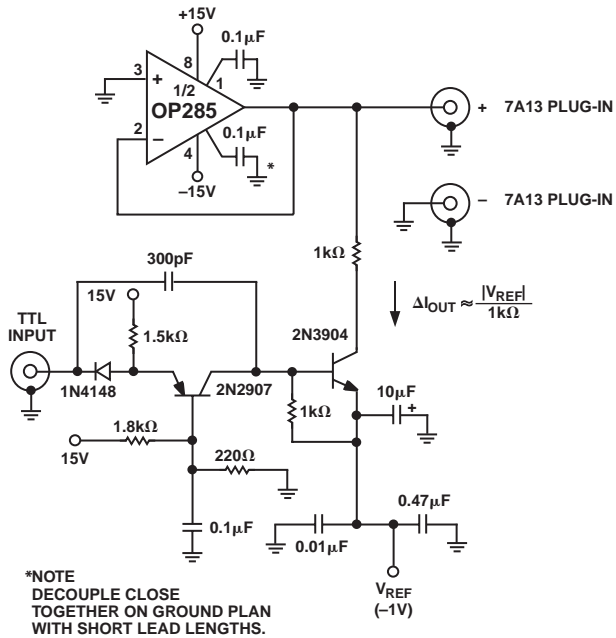 +15V
0.1µF
8
3
+
1/2
1
OP285
2
−
0.1µF
*
4
−15V
+ 7A13 PLUG-IN
− 7A13 PLUG-IN
1kΩ
300pF
15V
ΔIOUT ≈ |VREF| / 1kΩ
TTL
INPUT
1.5kΩ
2N3904
1N4148
2N2907
10µF
+
1kΩ
1.8kΩ
15V
220Ω
0.47µF
0.1µF
0.01µF
VREF
(−1V)
*NOTE
DECOUPLE CLOSE
TOGETHER ON GROUND PLAN
WITH SHORT LEAD LENGTHS.